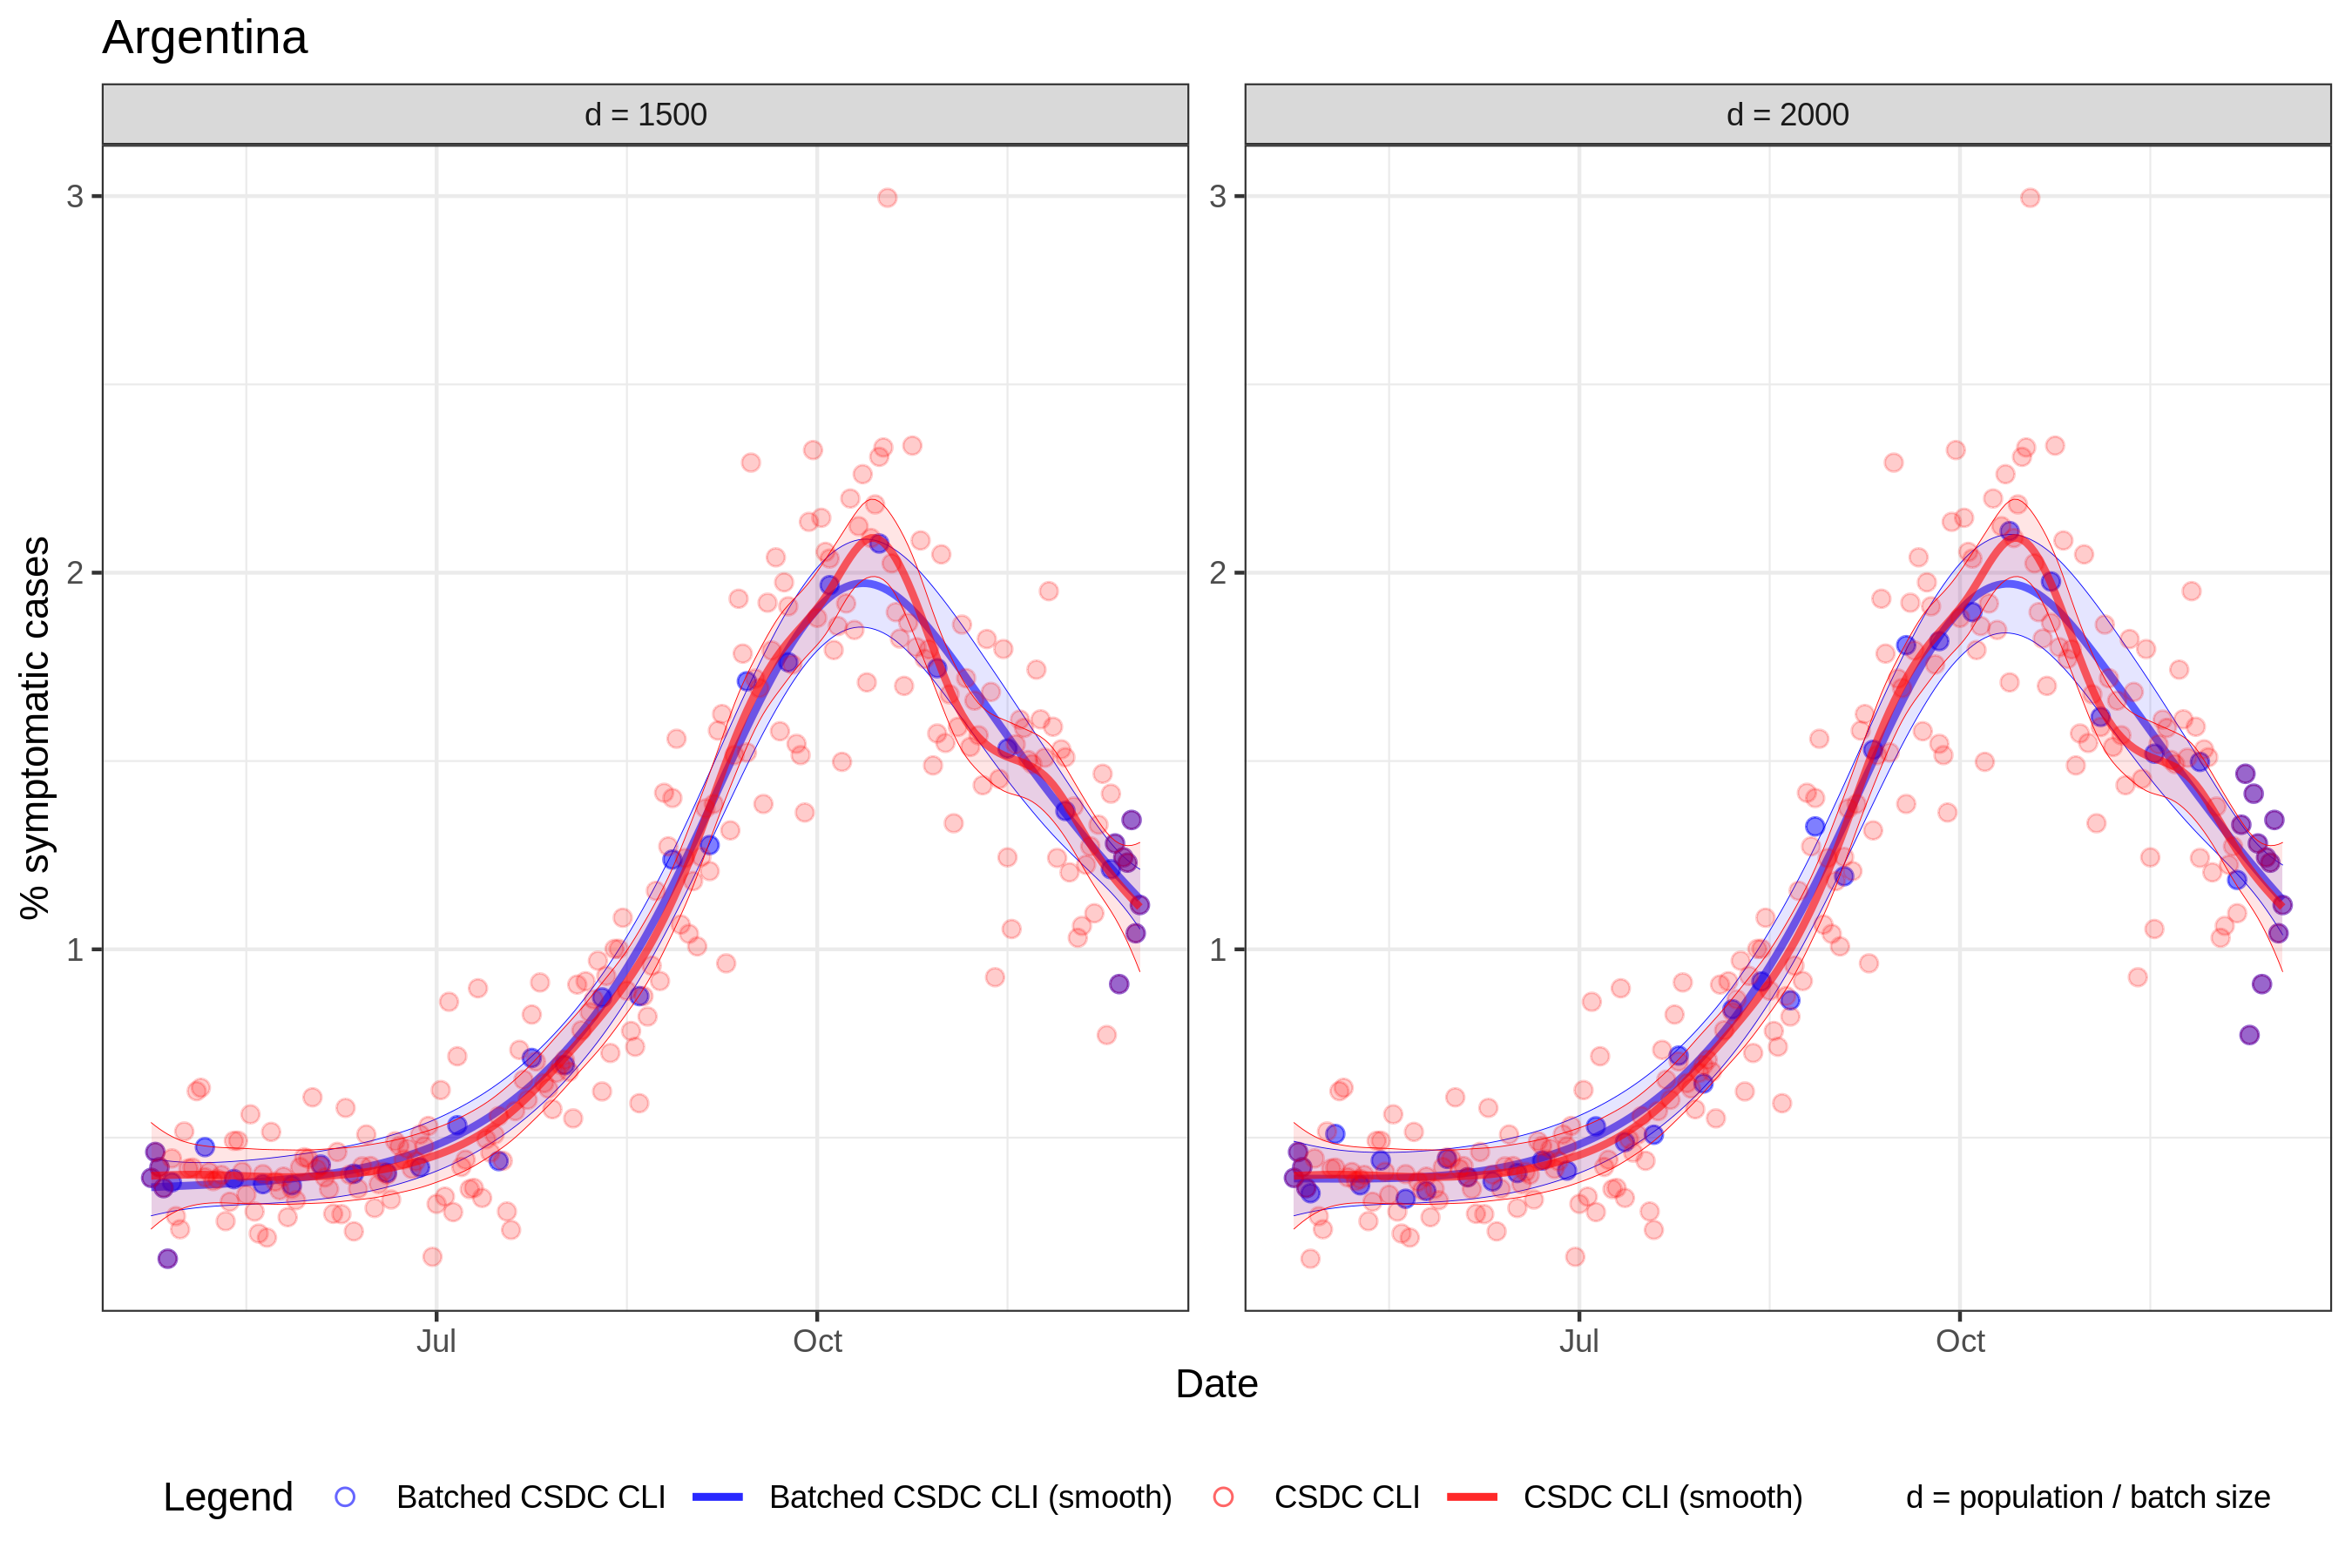 Argentina
d = 1500
d = 2000
% symptomatic cases
3
2
1
3
2
1
Jul
Oct
Jul
Oct
Date
Legend
Batched CSDC CLI
Batched CSDC CLI (smooth)
CSDC CLI
CSDC CLI (smooth)
d = population / batch size